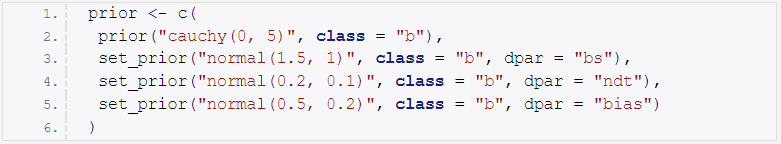 1. prior <- c(
2. prior("cauchy(0, 5)", class = "b"),
3. set_prior("normal(1.5, 1)", class = "b", dpar = "bs"),
4. set_prior("normal(0.2, 0.1)", class = "b", dpar = "ndt"),
5. set_prior("normal(0.5, 0.2)", class = "b", dpar = "bias")
6. )